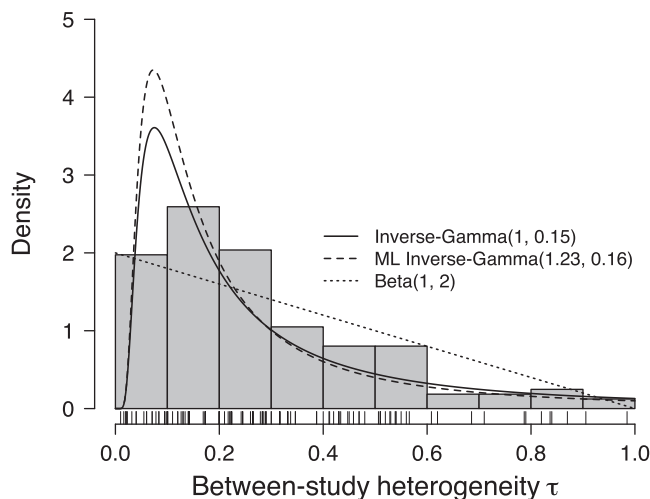 5
4
3
2
1
0
Density
Inverse-Gamma(1, 0.15)
ML Inverse-Gamma(1.23, 0.16)
Beta(1, 2)
0.0 0.2 0.4 0.6 0.8 1.0
Between-study heterogeneity τ